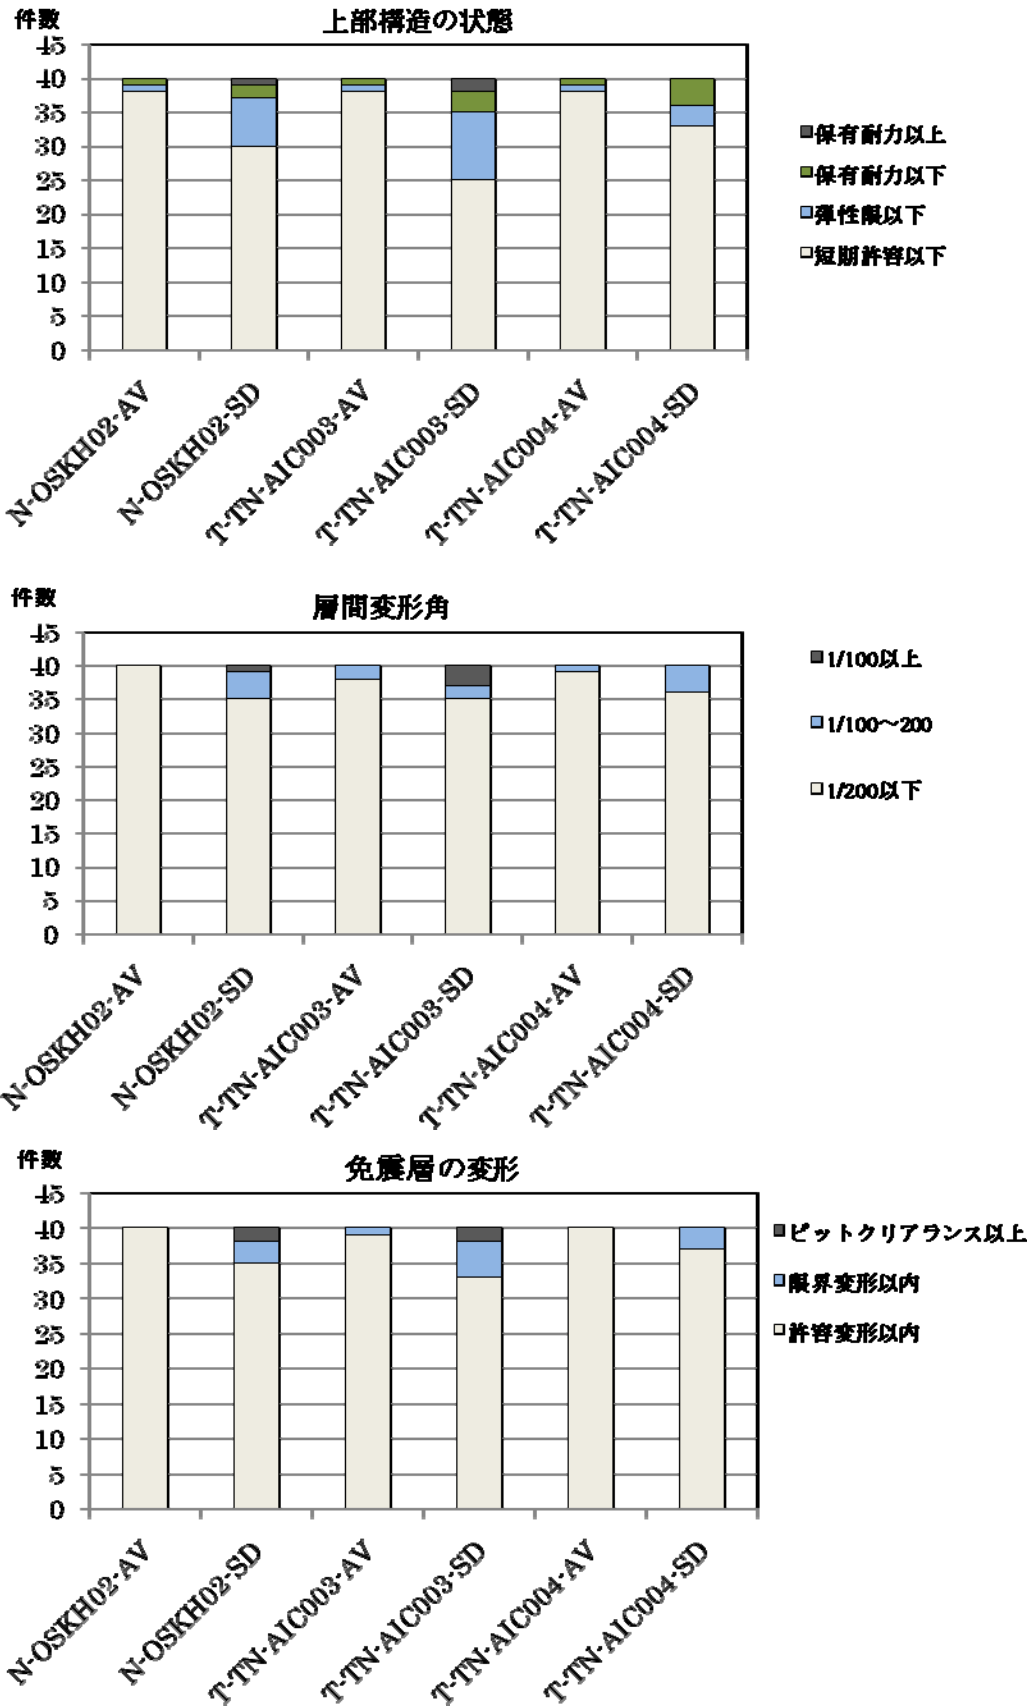 件数
上部構造の状態
45
40
35
30
25
20
15
10
5
0
保有耐力以上
保有耐力以下
弾性限以下
短期許容以下
N-OSKH02-AV
N-OSKH02-SD
T-TN-AIC003-AV
T-TN-AIC003-SD
T-TN-AIC004-AV
T-TN-AIC004-SD
件数
層間変形角
45
40
35
30
25
20
15
10
5
0
1/100以上
1/100～200
1/200以下
N-OSKH02-AV
N-OSKH02-SD
T-TN-AIC003-AV
T-TN-AIC003-SD
T-TN-AIC004-AV
T-TN-AIC004-SD
件数
免震層の変形
45
40
35
30
25
20
15
10
5
0
ピットクリアランス以上
限界変形以内
許容変形以内
N-OSKH02-AV
N-OSKH02-SD
T-TN-AIC003-AV
T-TN-AIC003-SD
T-TN-AIC004-AV
T-TN-AIC004-SD